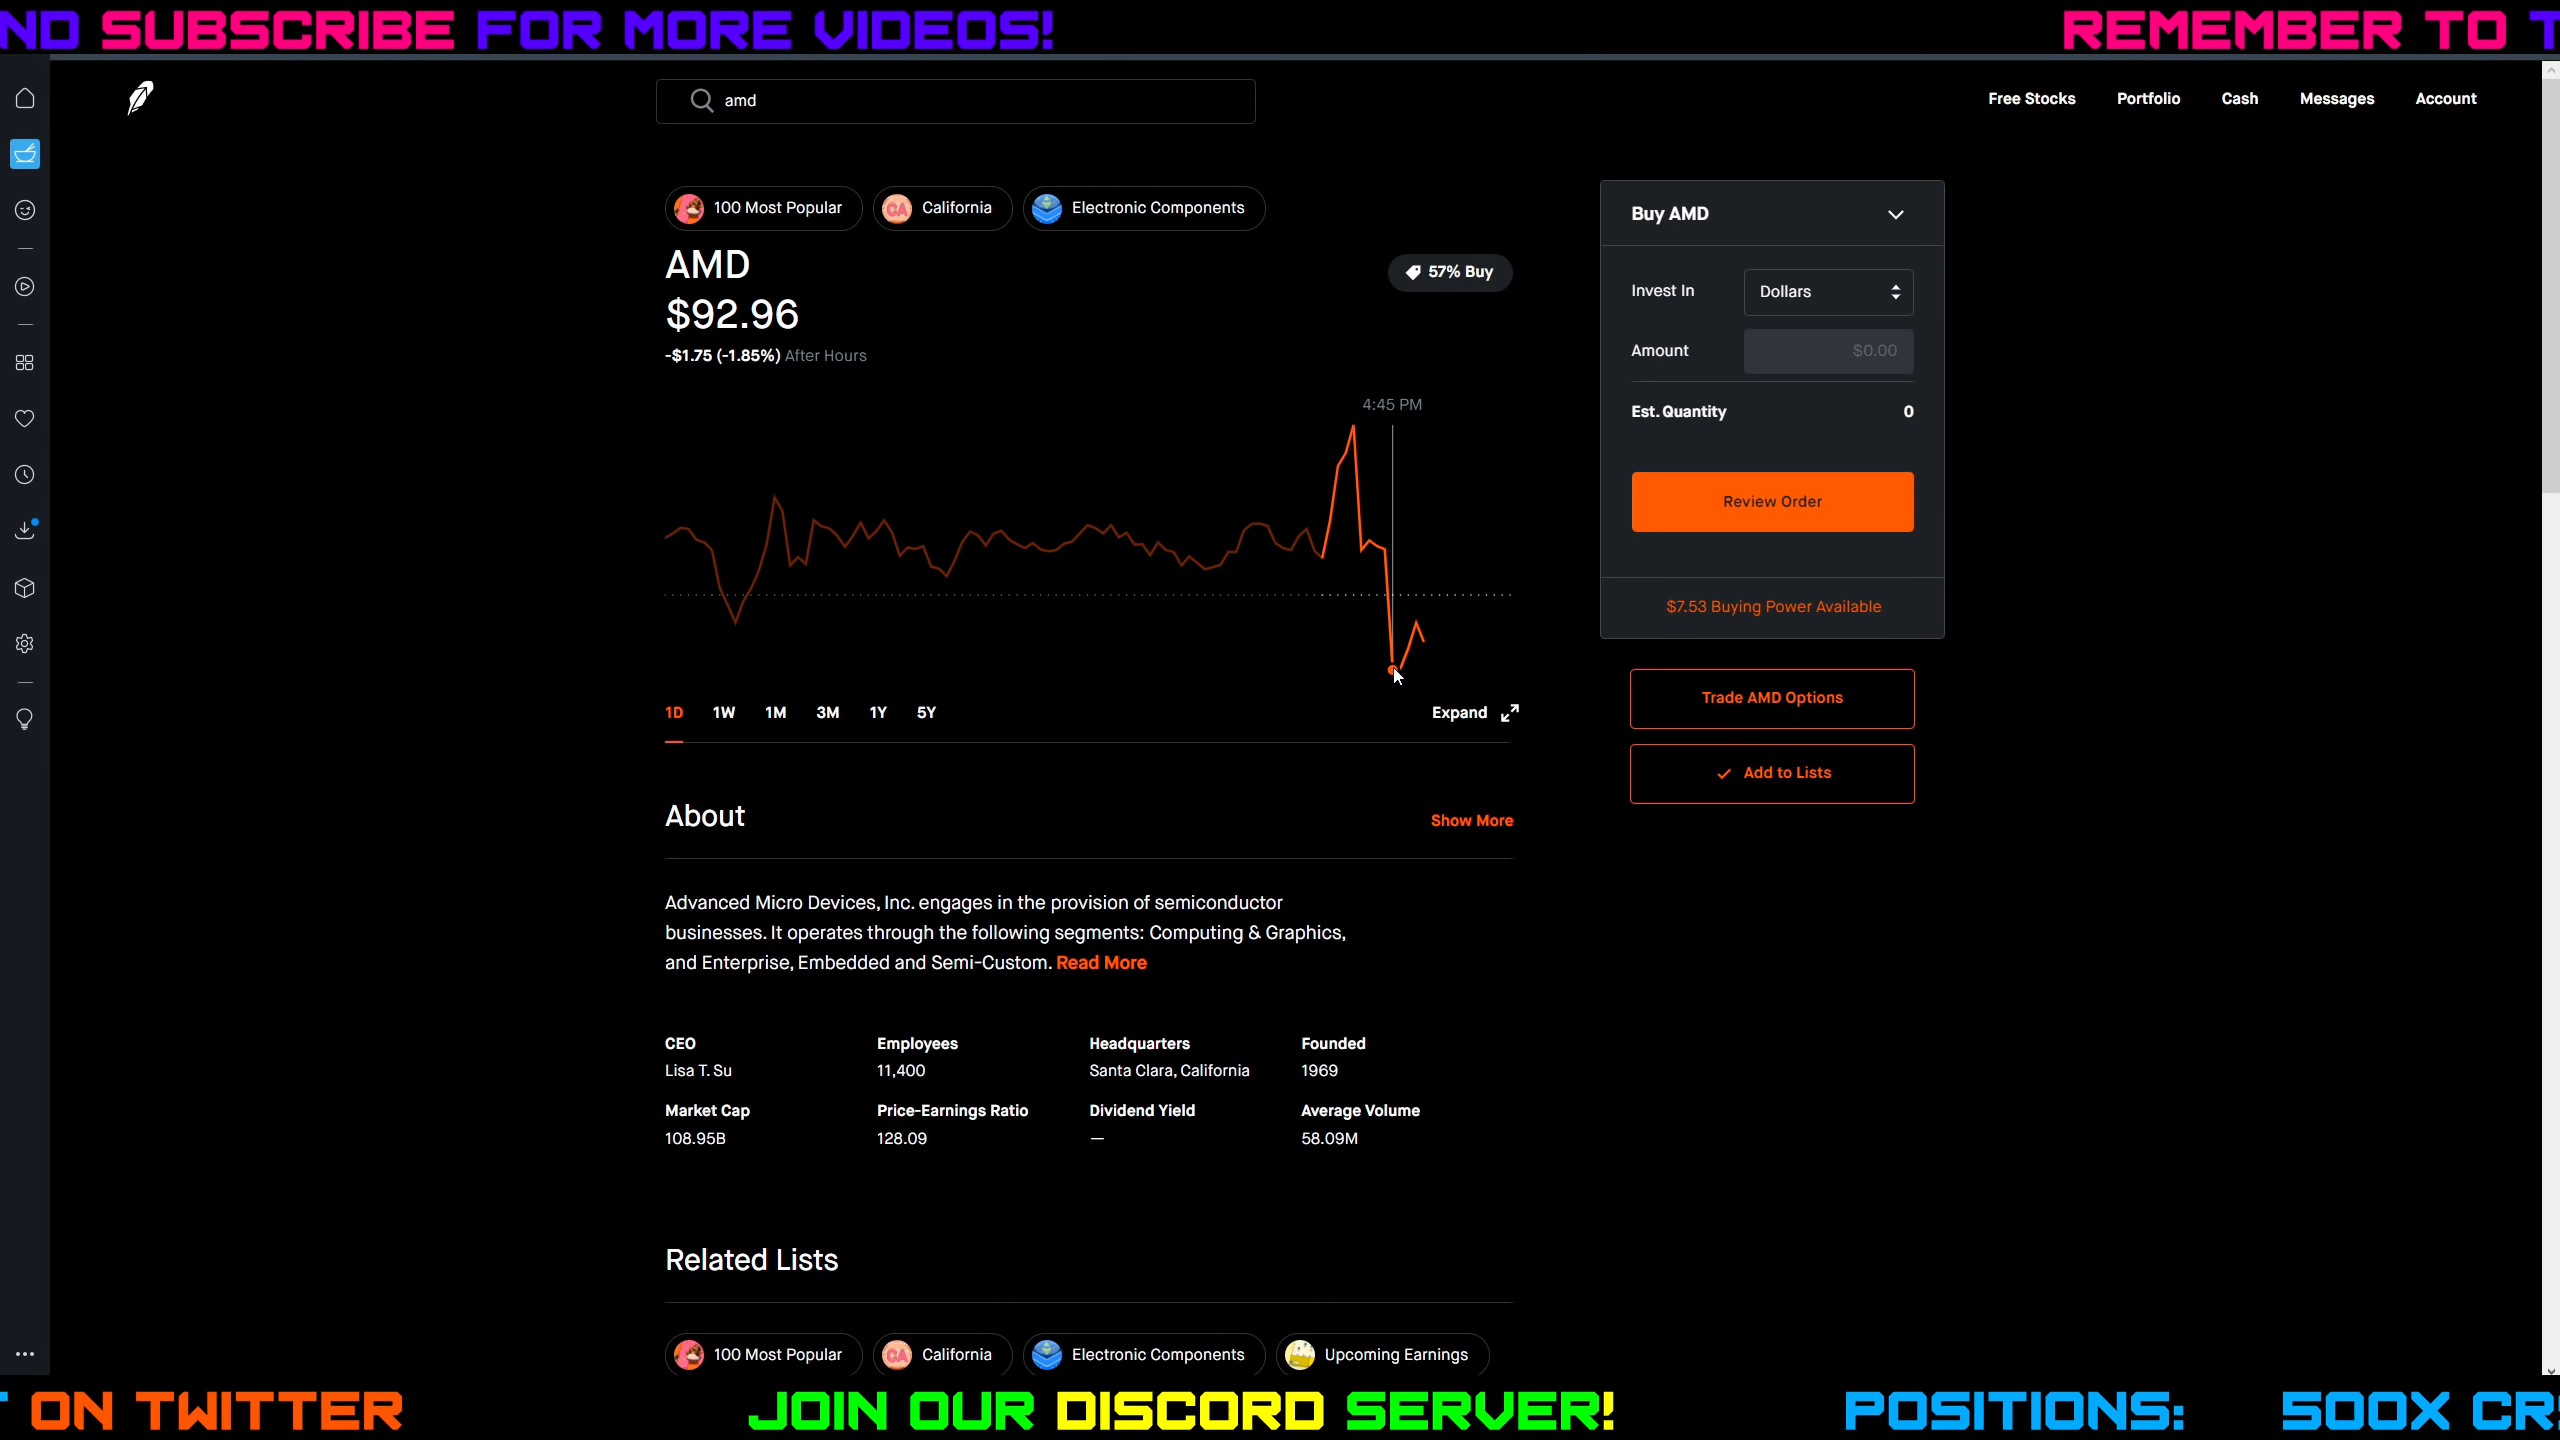 ND SUBSCRIBE FOR MORE VIDEOS! REMEMBER TO
amd
Free Stocks Portfolio Cash Messages Account
100 Most Popular California Electronic Components
AMD
$92.96
57% Buy
-$1.75 (-1.85%) After Hours
4:45 PM
1D 1W 1M 3M 1Y 5Y Expand
Buy AMD
Invest In Dollars
Amount $0.00
Est. Quantity 0
Review Order
$7.53 Buying Power Available
Trade AMD Options
Add to Lists
About Show More
Advanced Micro Devices, Inc. engages in the provision of semiconductor
businesses. It operates through the following segments: Computing & Graphics,
and Enterprise, Embedded and Semi-Custom. Read More
CEO Employees Headquarters Founded
Lisa T. Su 11,400 Santa Clara, California 1969
Market Cap Price-Earnings Ratio Dividend Yield Average Volume
108.95B 128.09 — 58.09M
Related Lists
CA
100 Most Popular California Electronic Components Upcoming Earnings
ON TWITTER JOIN OUR DISCORD SERVER! POSITIONS: 500X CR